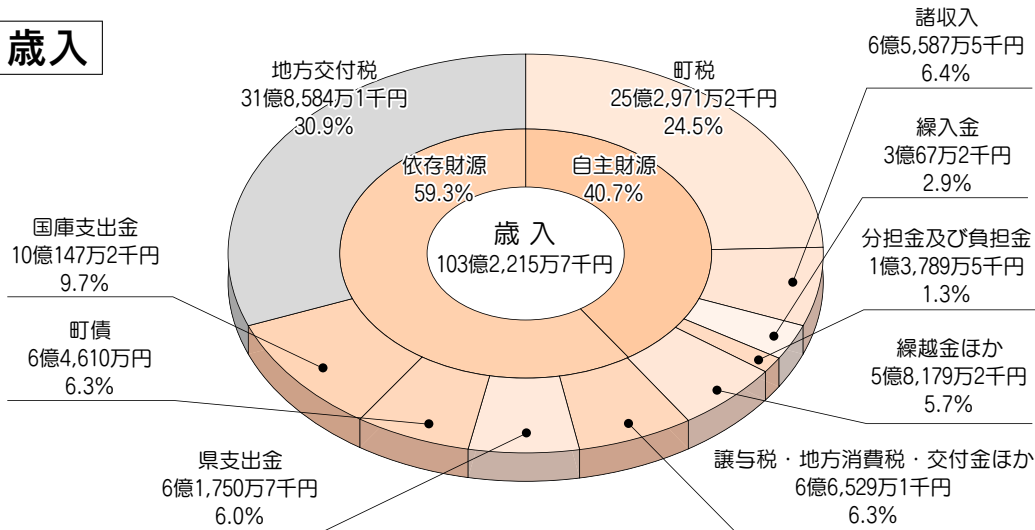 歳入
地方交付税
31億8,584万1千円
30.9%
町税
25億2,971万2千円
24.5%
諸収入
6億5,587万5千円
6.4%
繰入金
3億67万2千円
2.9%
分担金及び負担金
1億3,789万5千円
1.3%
繰越金ほか
5億8,179万2千円
5.7%
依存財源
59.3%
自主財源
40.7%
歳入
103億2,215万7千円
国庫支出金
10億147万2千円
9.7%
町債
6億4,610万円
6.3%
県支出金
6億1,750万7千円
6.0%
譲与税・地方消費税・交付金ほか
6億6,529万1千円
6.3%